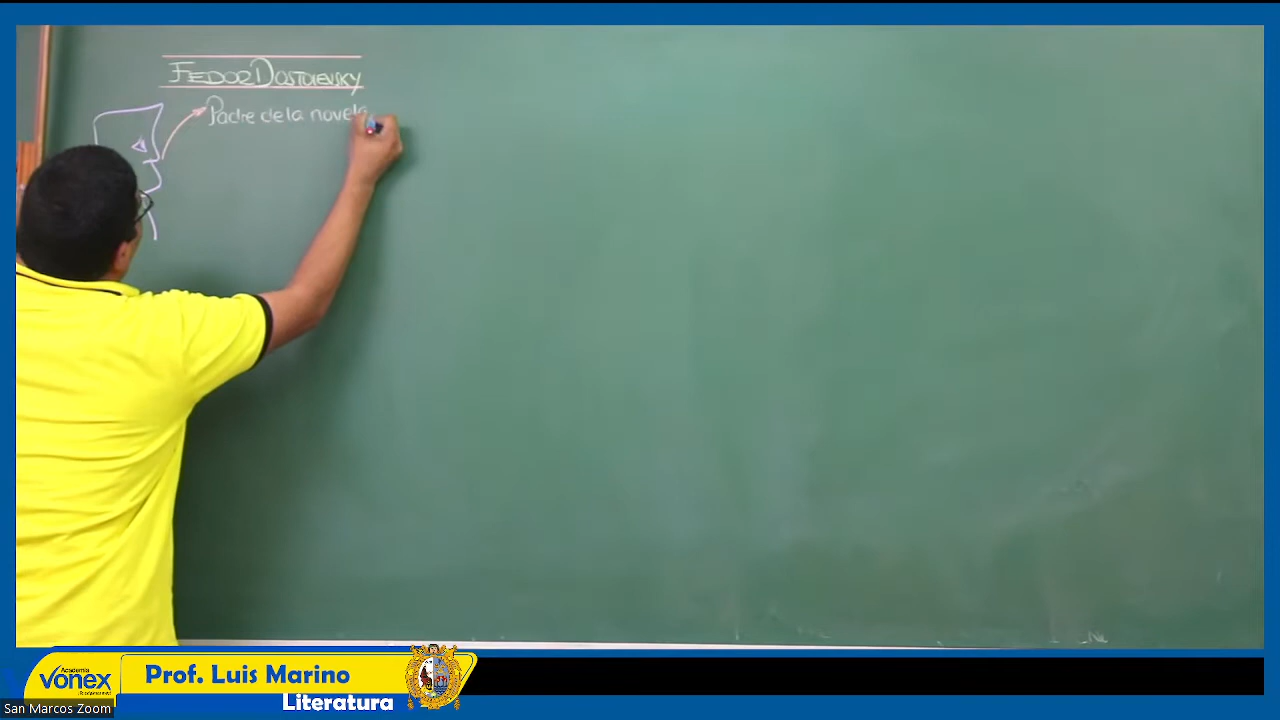 FEDOR DOSTOIEVSKY
Padre de la novela
Academia
vonex
Prof. Luis Marino
Literatura
San Marcos Zoom